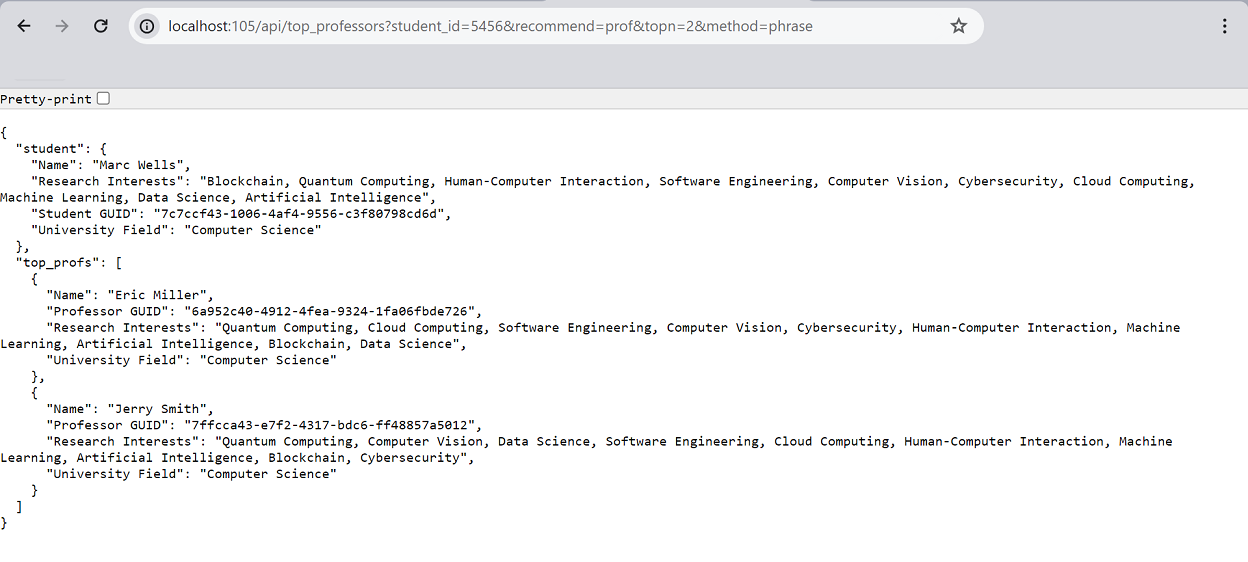 localhost:105/api/top_professors?student_id=5456&recommend=prof&topn=2&method=phrase
Pretty-print
{
  "student": {
    "Name": "Marc Wells",
    "Research Interests": "Blockchain, Quantum Computing, Human-Computer Interaction, Software Engineering, Computer Vision, Cybersecurity, Cloud Computing,
Machine Learning, Data Science, Artificial Intelligence",
    "Student GUID": "7c7ccf43-1006-4af4-9556-c3f80798cd6d",
    "University Field": "Computer Science"
  },
  "top_profs": [
    {
      "Name": "Eric Miller",
      "Professor GUID": "6a952c40-4912-4fea-9324-1fa06fbde726",
      "Research Interests": "Quantum Computing, Cloud Computing, Software Engineering, Computer Vision, Cybersecurity, Human-Computer Interaction, Machine
Learning, Artificial Intelligence, Blockchain, Data Science",
      "University Field": "Computer Science"
    },
    {
      "Name": "Jerry Smith",
      "Professor GUID": "7ffcca43-e7f2-4317-bdc6-ff48857a5012",
      "Research Interests": "Quantum Computing, Computer Vision, Data Science, Software Engineering, Cloud Computing, Human-Computer Interaction, Machine
Learning, Artificial Intelligence, Blockchain, Cybersecurity",
      "University Field": "Computer Science"
    }
  ]
}